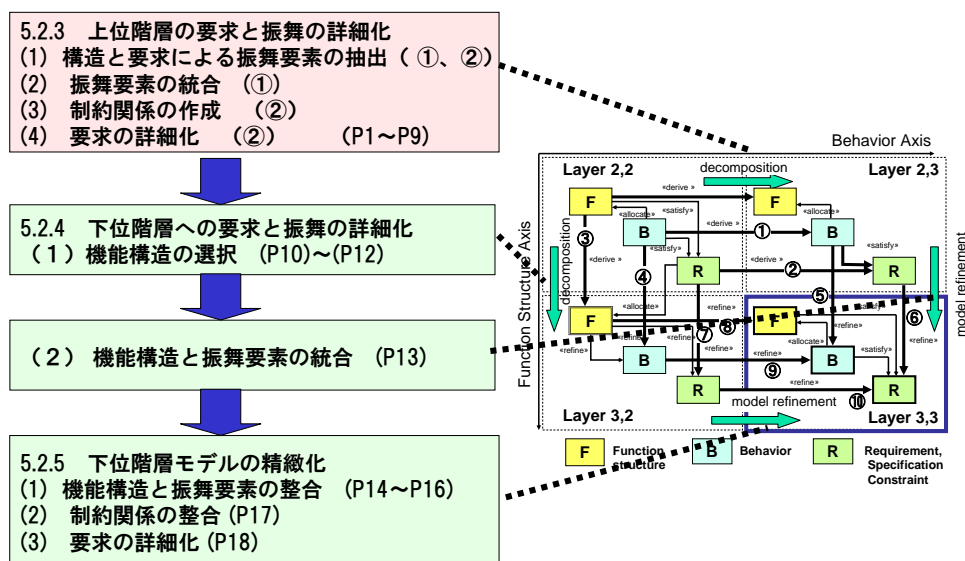 5.2.3 上位階層の要求と振舞の詳細化
(1) 構造と要求による振舞要素の抽出（ ①、②）
(2) 振舞要素の統合 （①）
(3) 制約関係の作成 （②）
(4) 要求の詳細化 （②） (P1～P9)
5.2.4 下位階層への要求と振舞の詳細化
（１）機能構造の選択 (P10)～(P12)
（２）機能構造と振舞要素の統合 (P13)
5.2.5 下位階層モデルの精緻化
(1) 機能構造と振舞要素の整合 (P14～P16)
(2) 制約関係の整合 (P17)
(3) 要求の詳細化 (P18)
Behavior Axis
Layer 2,2
decomposition
Layer 2,3
«derive »
F
F
«allocate»
«satisfy»
«allocate»
③
B
«derive »
①
B
«satisfy»
«satisfy»
«derive »
④
R
«derive »
②
R
decomposition
Function Structure Axis
model refinement
⑤
⑥
«allocate»
«refine»
«satisfy»
F
⑦
⑧
F
«refine»
«refine»
«refine»
«refine»
«allocate»
«refine»
«refine»
B
«refine»
⑨
B
«satisfy»
R
«refine»
⑩
R
model refinement
Layer 3,2
Layer 3,3
F
Function
structure
B
Behavior
R
Requirement,
Specification
Constraint